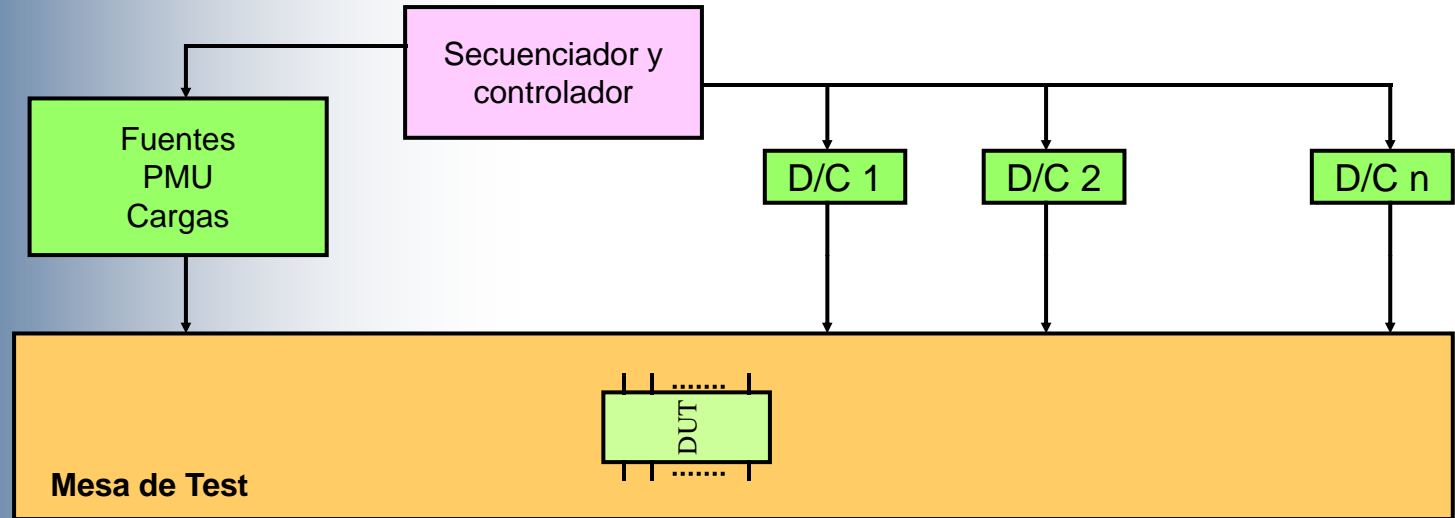 Secuenciador y
controlador
Fuentes
PMU
Cargas
D/C 1
D/C 2
D/C n
.......
DUT
.......
Mesa de Test